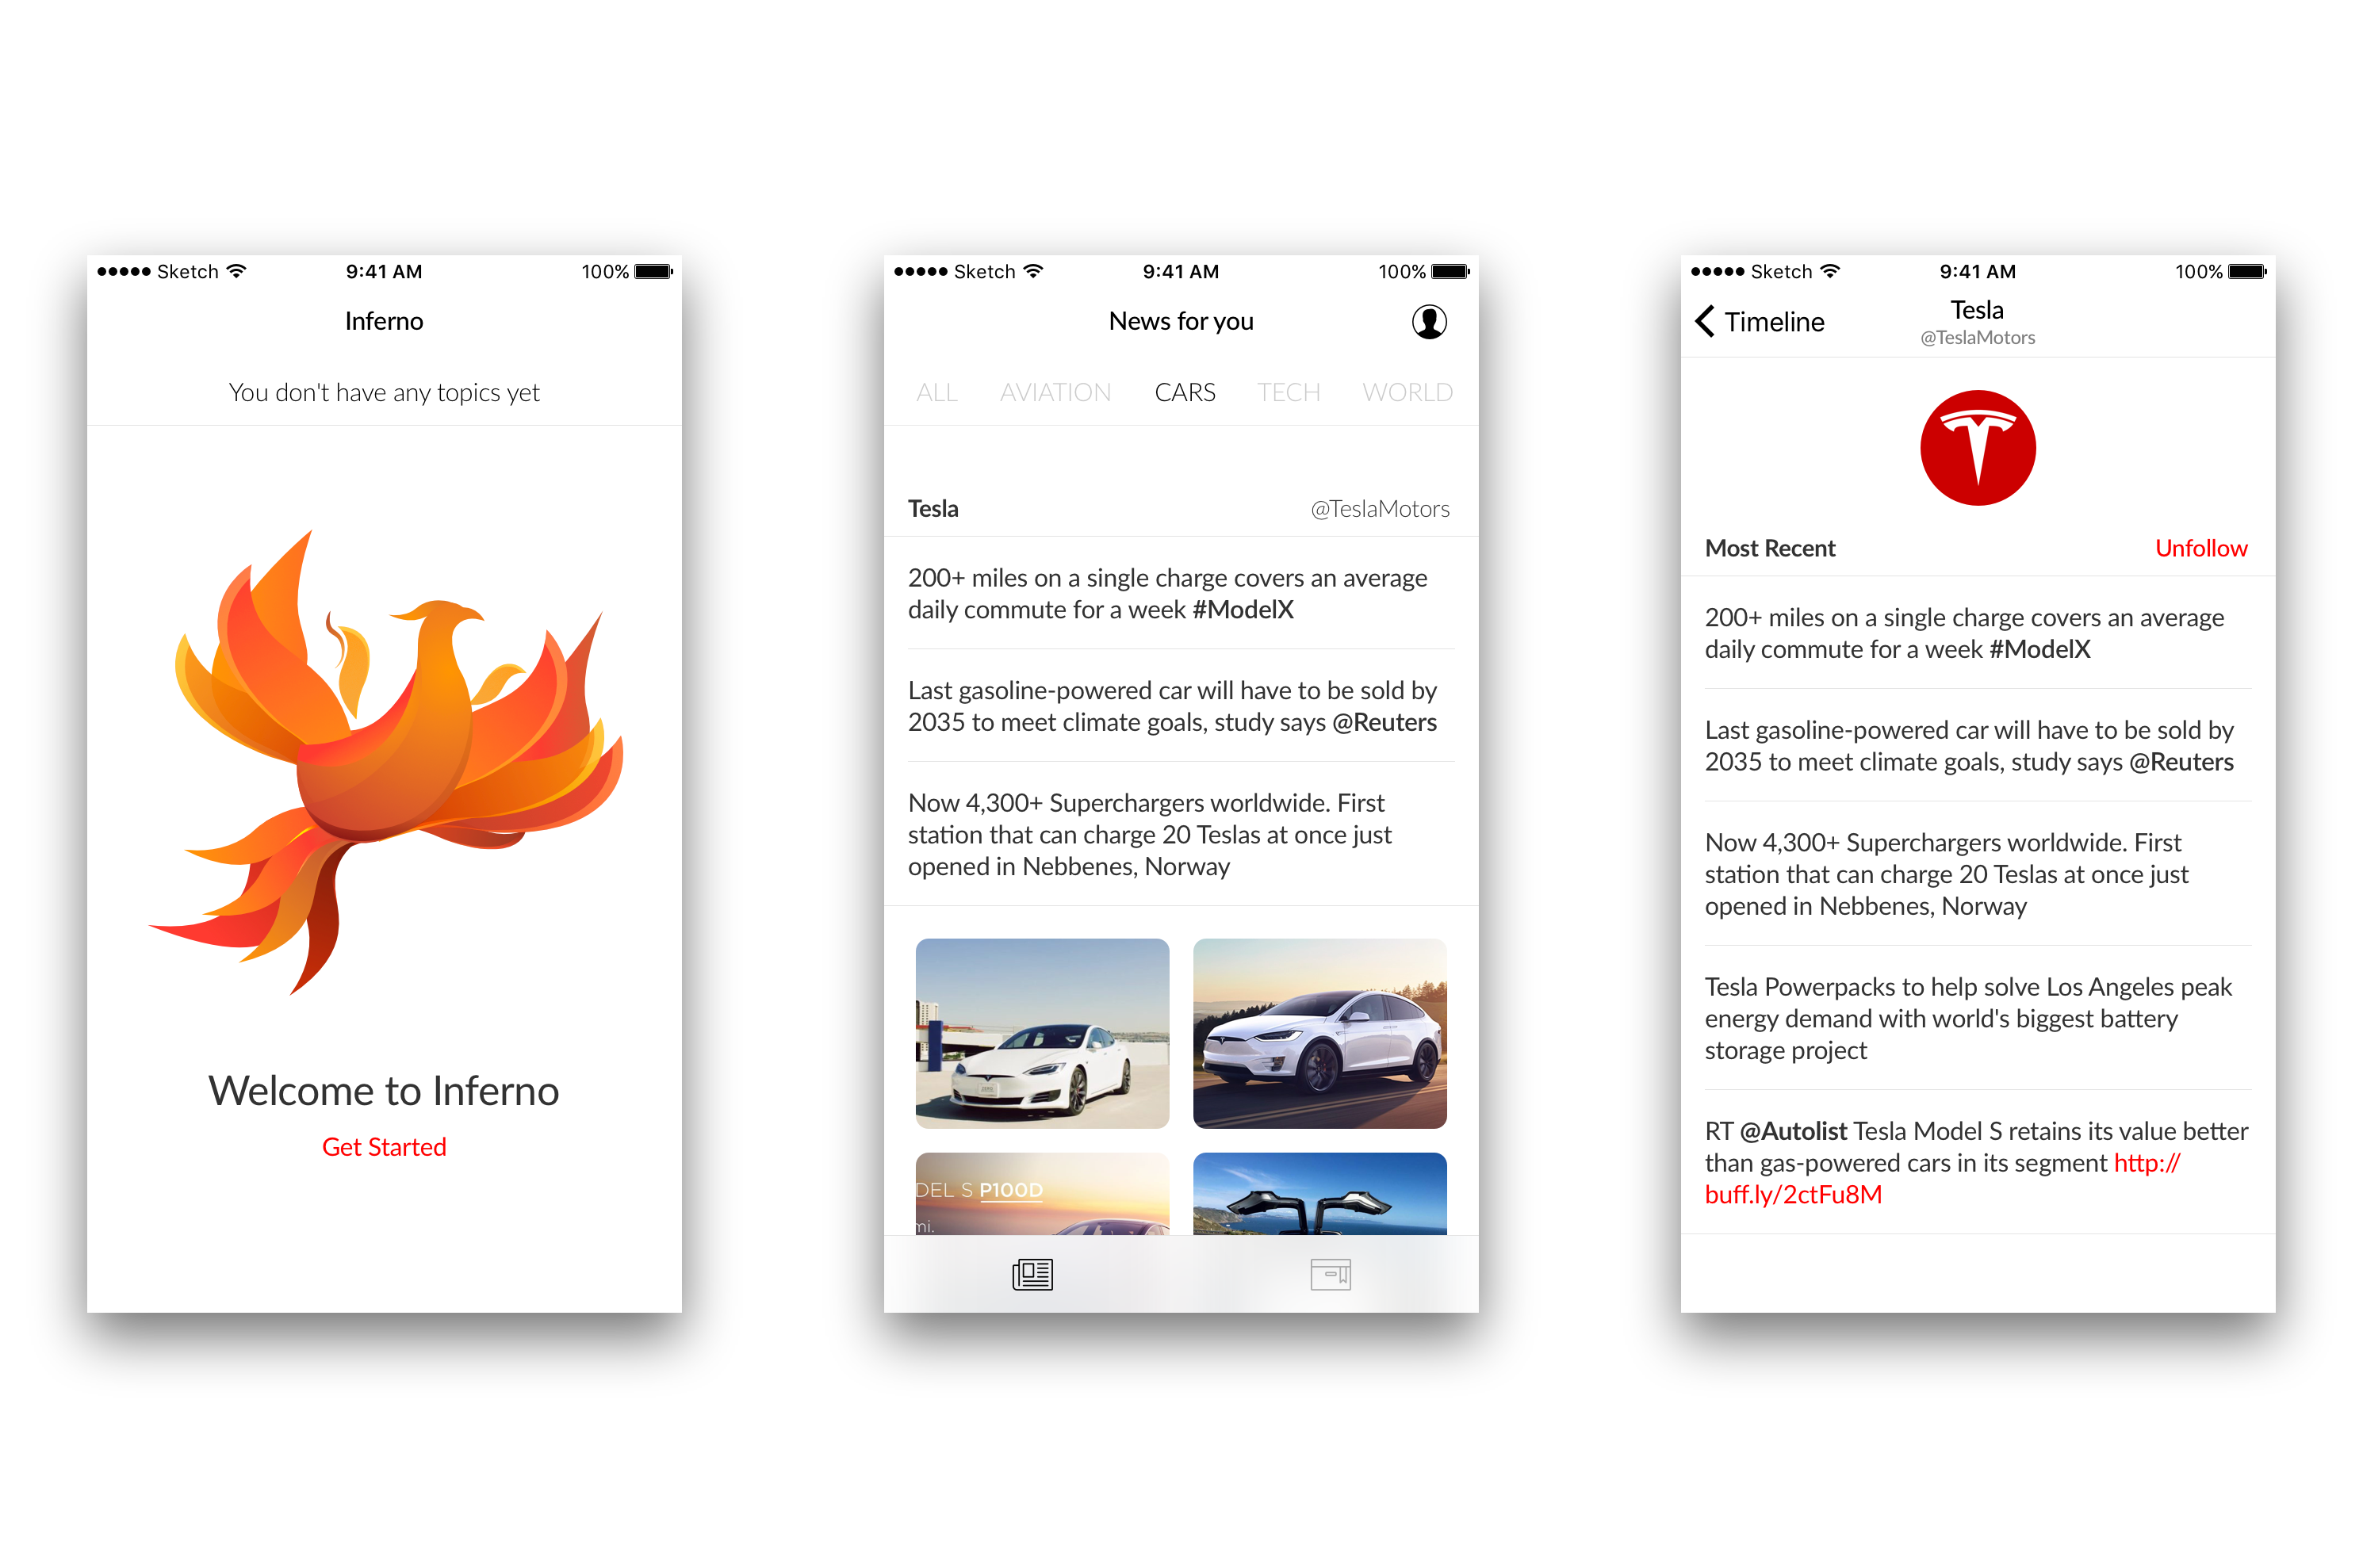 Sketch 9:41 AM 100%
Inferno
You don't have any topics yet
Welcome to Inferno
Get Started
Sketch 9:41 AM 100%
News for you
ALL AVIATION CARS TECH WORLD
Tesla @TeslaMotors
200+ miles on a single charge covers an average
daily commute for a week #ModelX
Last gasoline-powered car will have to be sold by
2035 to meet climate goals, study says @Reuters
Now 4,300+ Superchargers worldwide. First
station that can charge 20 Teslas at once just
opened in Nebbenes, Norway
DEL S P100D
mi.
Sketch 9:41 AM 100%
Timeline
Tesla
@TeslaMotors
Most Recent Unfollow
200+ miles on a single charge covers an average
daily commute for a week #ModelX
Last gasoline-powered car will have to be sold by
2035 to meet climate goals, study says @Reuters
Now 4,300+ Superchargers worldwide. First
station that can charge 20 Teslas at once just
opened in Nebbenes, Norway
Tesla Powerpacks to help solve Los Angeles peak
energy demand with world's biggest battery
storage project
RT @Autolist Tesla Model S retains its value better
than gas-powered cars in its segment http://
buff.ly/2ctFu8M